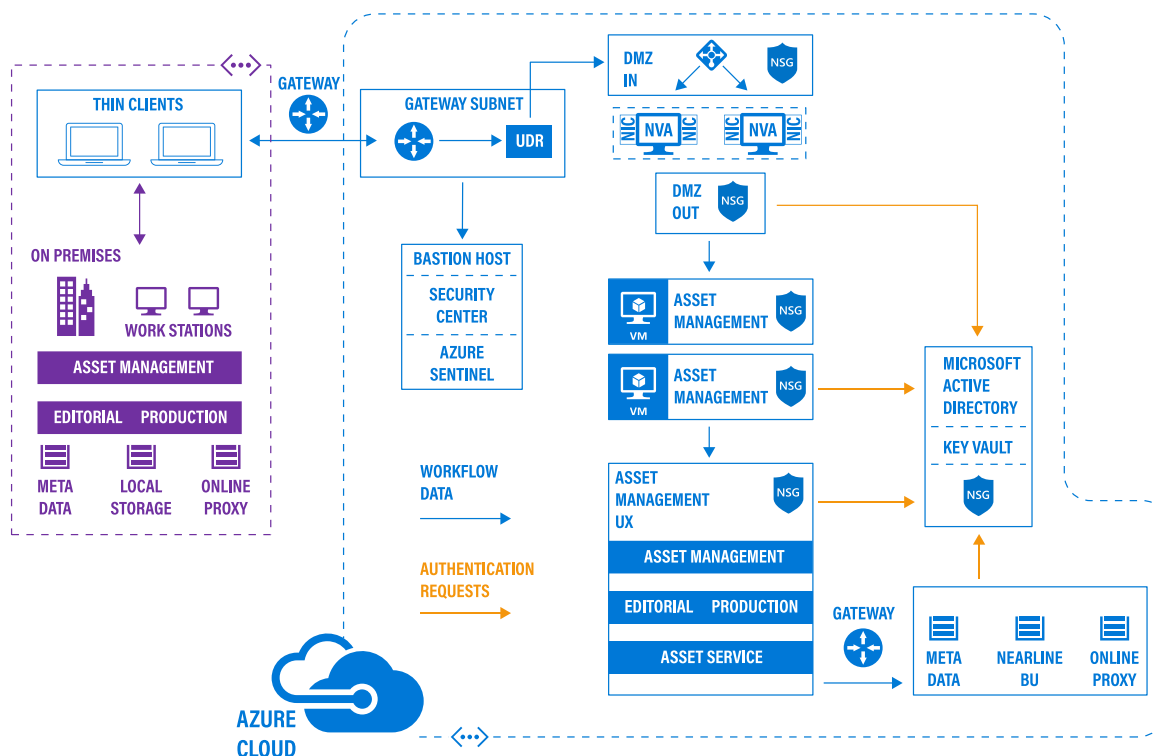 THIN CLIENTS
ON PREMISES
WORK STATIONS
ASSET MANAGEMENT
EDITORIAL PRODUCTION
META
DATA
LOCAL
STORAGE
ONLINE
PROXY
GATEWAY
GATEWAY SUBNET
UDR
BASTION HOST
SECURITY
CENTER
AZURE
SENTINEL
WORKFLOW
DATA
AUTHENTICATION
REQUESTS
AZURE
CLOUD
DMZ
IN
NSG
NIC NVA NIC
NIC NVA NIC
DMZ
OUT
NSG
VM
ASSET
MANAGEMENT
NSG
VM
ASSET
MANAGEMENT
NSG
ASSET
MANAGEMENT
UX
NSG
ASSET MANAGEMENT
EDITORIAL PRODUCTION
ASSET SERVICE
GATEWAY
MICROSOFT
ACTIVE
DIRECTORY
KEY VAULT
NSG
META
DATA
NEARLINE
BU
ONLINE
PROXY